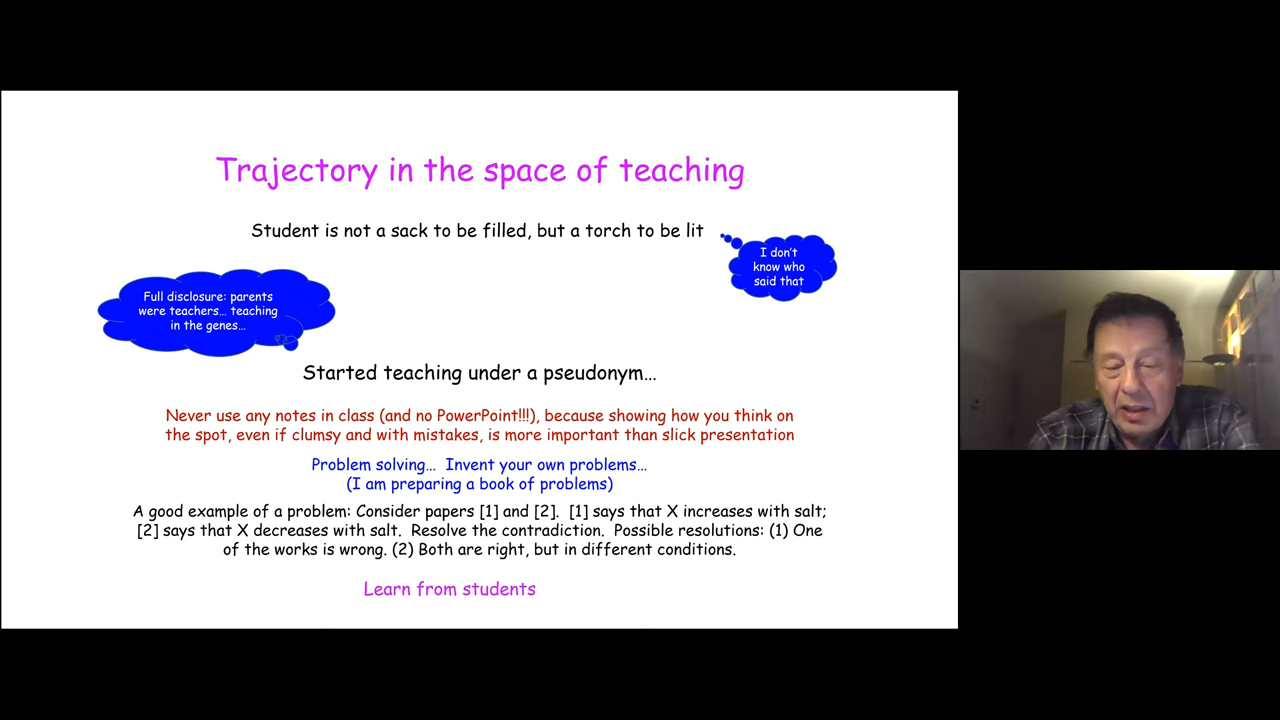 Trajectory in the space of teaching
Student is not a sack to be filled, but a torch to be lit
I don't
know who
said that
Full disclosure: parents
were teachers... teaching
in the genes...
Started teaching under a pseudonym...
Never use any notes in class (and no PowerPoint!!!), because showing how you think on
the spot, even if clumsy and with mistakes, is more important than slick presentation
Problem solving... Invent your own problems...
(I am preparing a book of problems)
A good example of a problem: Consider papers [1] and [2]. [1] says that X increases with salt;
[2] says that X decreases with salt. Resolve the contradiction. Possible resolutions: (1) One
of the works is wrong. (2) Both are right, but in different conditions.
Learn from students